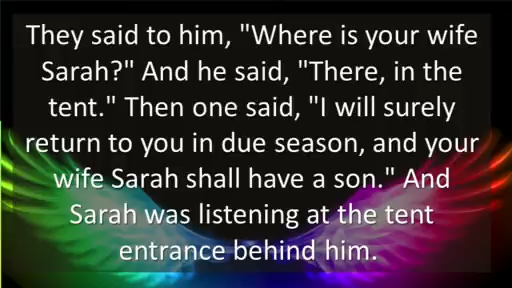 They said to him, "Where is your wife
Sarah?" And he said, "There, in the
tent." Then one said, "I will surely
return to you in due season, and your
wife Sarah shall have a son." And
Sarah was listening at the tent
entrance behind him.